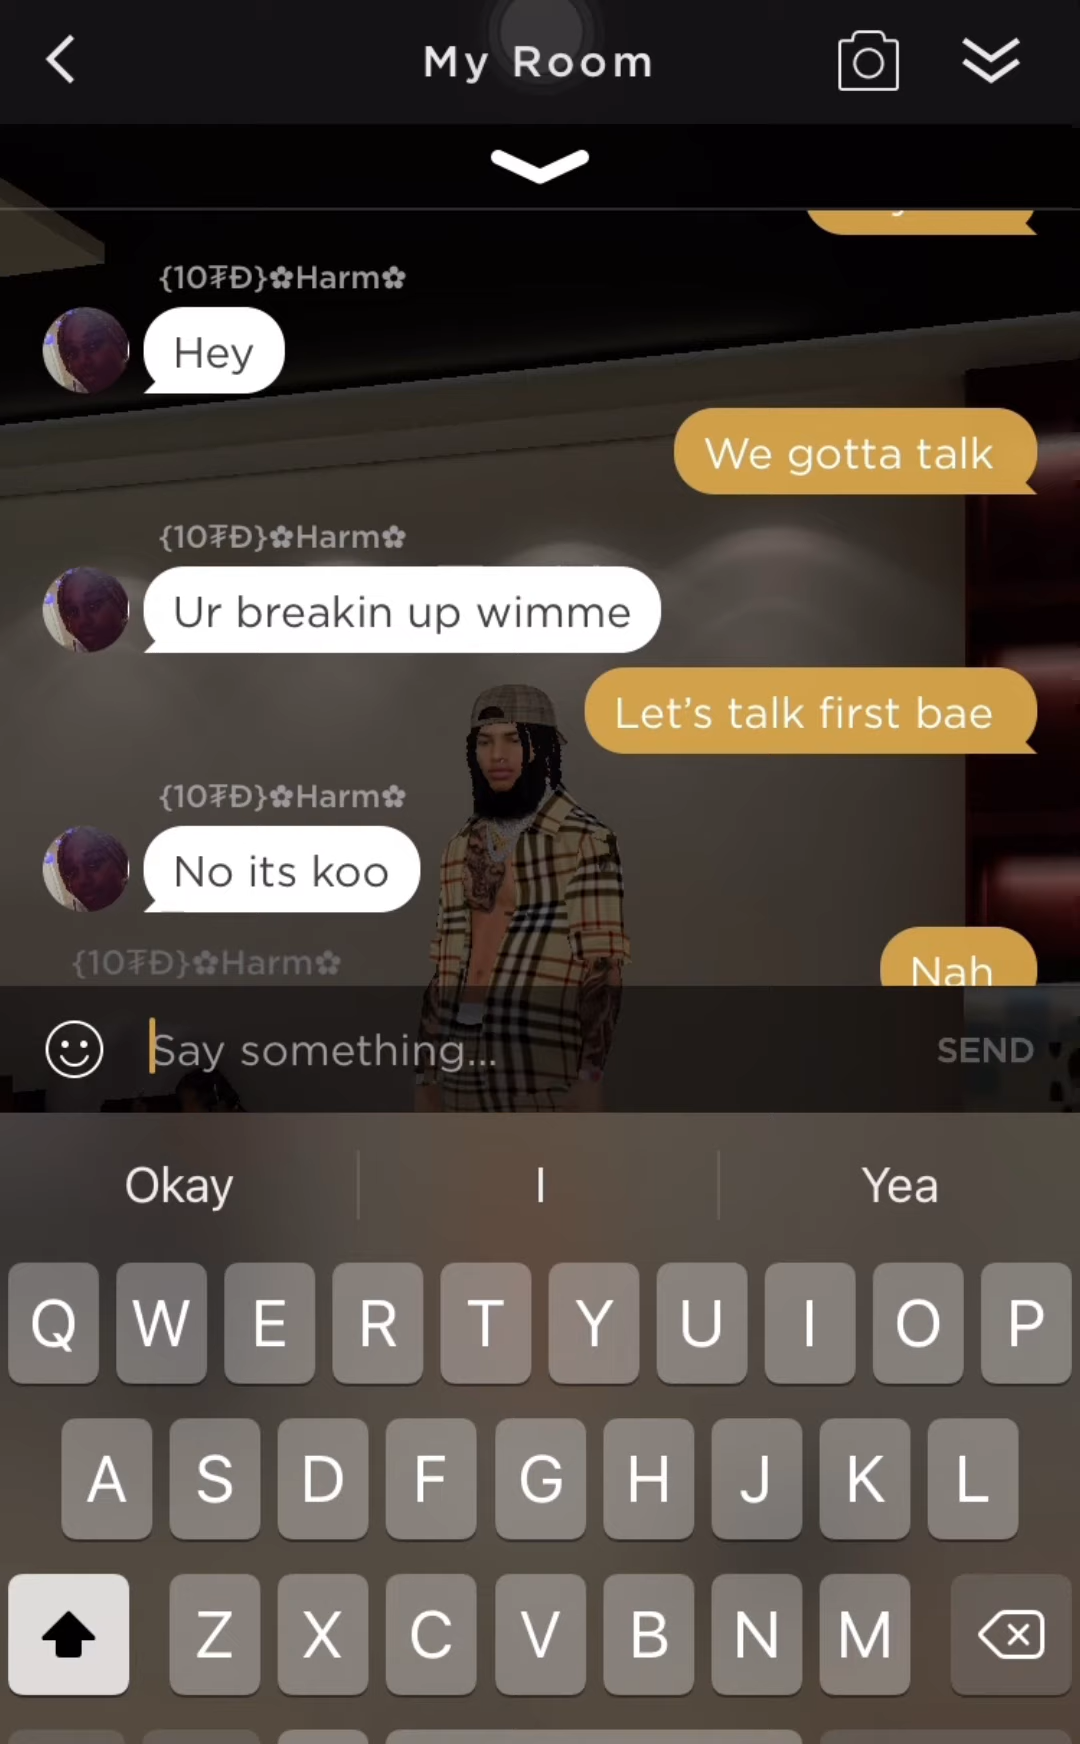 My Room
{10₮Đ}✿Harm✿
Hey
We gotta talk
{10₮Đ}✿Harm✿
Ur breakin up wimme
Let's talk first bae
{10₮Đ}✿Harm✿
No its koo
Nah
{10₮Đ}✿Harm✿
Say something...
SEND
Okay
I
Yea
Q W E R T Y U I O P
A S D F G H J K L
Z X C V B N M